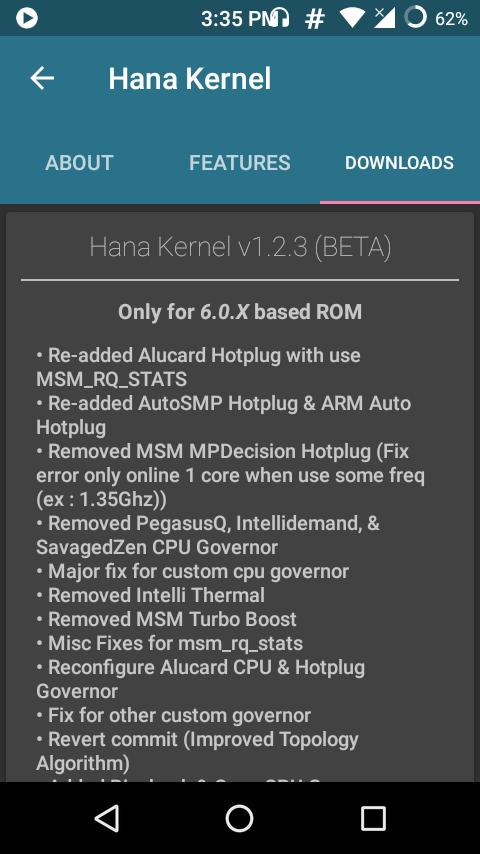 3:35 PM # 62%
Hana Kernel
ABOUT FEATURES DOWNLOADS
Hana Kernel v1.2.3 (BETA)
Only for 6.0.X based ROM
• Re-added Alucard Hotplug with use
MSM_RQ_STATS
• Re-added AutoSMP Hotplug & ARM Auto
Hotplug
• Removed MSM MPDecision Hotplug (Fix
error only online 1 core when use some freq
(ex : 1.35Ghz))
• Removed PegasusQ, Intellidemand, &
SavagedZen CPU Governor
• Major fix for custom cpu governor
• Removed Intelli Thermal
• Removed MSM Turbo Boost
• Misc Fixes for msm_rq_stats
• Reconfigure Alucard CPU & Hotplug
Governor
• Fix for other custom governor
• Revert commit (Improved Topology
Algorithm)